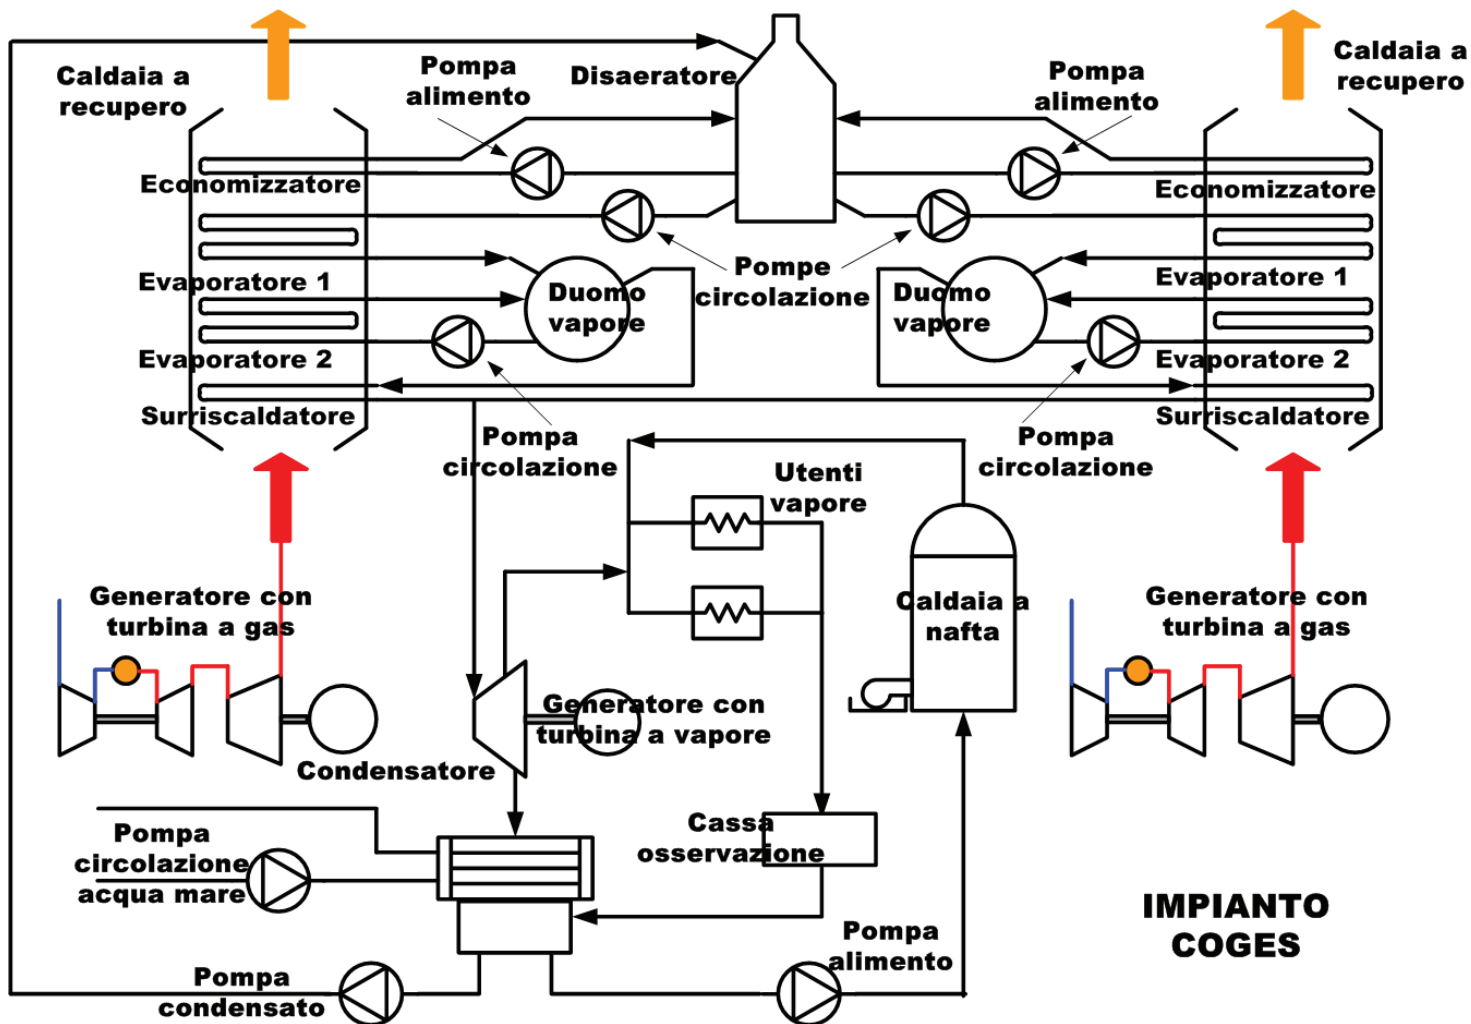 Caldaia a
recupero
Pompa
alimento
Disaeratore
Pompa
alimento
Caldaia a
recupero
Economizzatore
Economizzatore
Evaporatore 1
Duomo
vapore
Pompe
circolazione
Duomo
vapore
Evaporatore 1
Evaporatore 2
Evaporatore 2
Surriscaldatore
Surriscaldatore
Pompa
circolazione
Utenti
vapore
Pompa
circolazione
Generatore con
turbina a gas
Caldaia a
nafta
Generatore con
turbina a gas
Generatore con
turbina a vapore
Condensatore
Pompa
circolazione
acqua mare
Cassa
osservazione
IMPIANTO
COGES
Pompa
alimento
Pompa
condensato